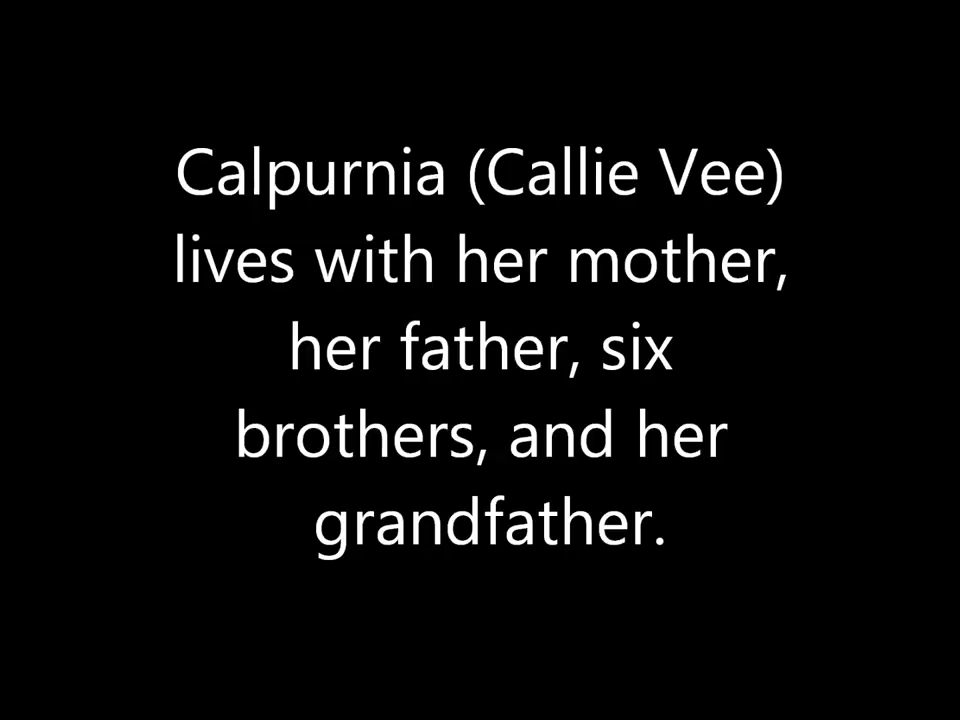 Calpurnia (Callie Vee)
lives with her mother,
her father, six
brothers, and her
grandfather.